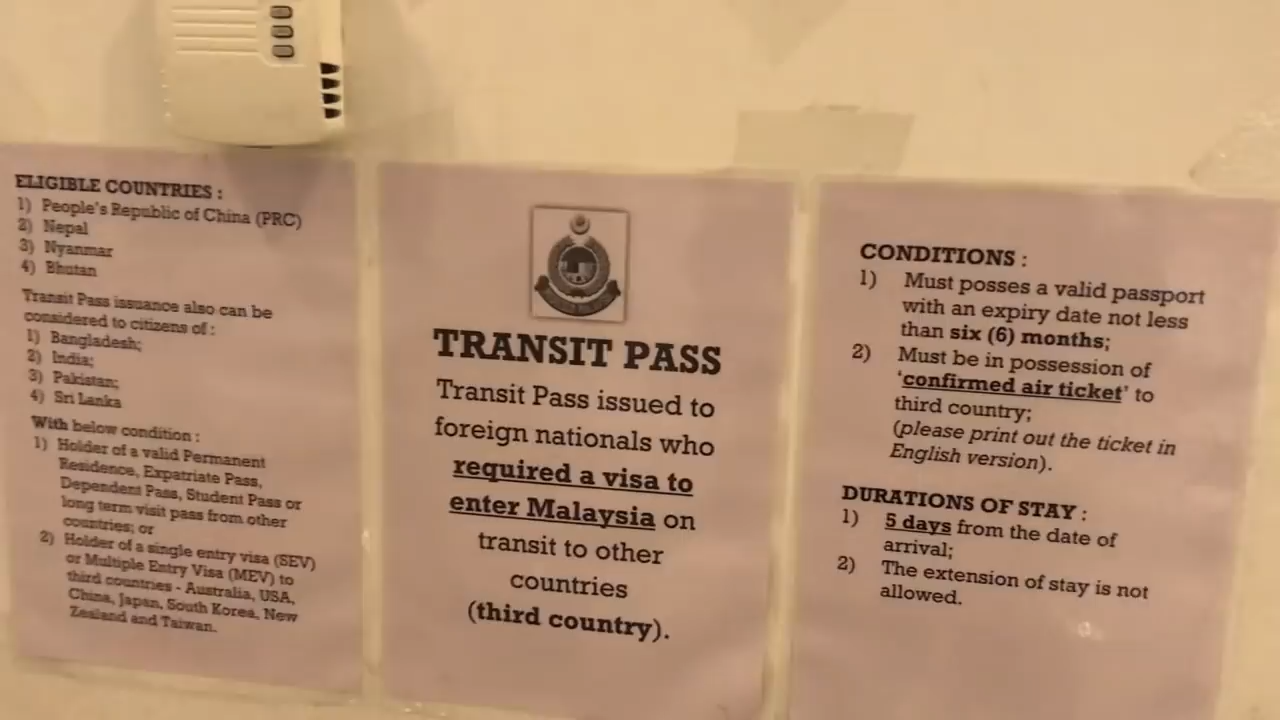 ELIGIBLE COUNTRIES :
1) People's Republic of China (PRC)
2) Nepal
3) Nyanmar
4) Bhutan
Transit Pass issuance also can be
considered to citizens of :
1) Bangladesh;
2) India;
3) Pakistan;
4) Sri Lanka
With below condition :
1) Holder of a valid Permanent
Residence, Expatriate Pass,
Dependent Pass, Student Pass or
long term visit pass from other
countries; or
2) Holder of a single entry visa (SEV)
or Multiple Entry Visa (MEV) to
third countries - Australia, USA,
China, Japan, South Korea, New
Zealand and Taiwan.
TRANSIT PASS
Transit Pass issued to
foreign nationals who
required a visa to
enter Malaysia on
transit to other
countries
(third country).
CONDITIONS :
1) Must posses a valid passport
with an expiry date not less
than six (6) months;
2) Must be in possession of
'confirmed air ticket' to
third country;
(please print out the ticket in
English version).
DURATIONS OF STAY :
1) 5 days from the date of
arrival;
2) The extension of stay is not
allowed.